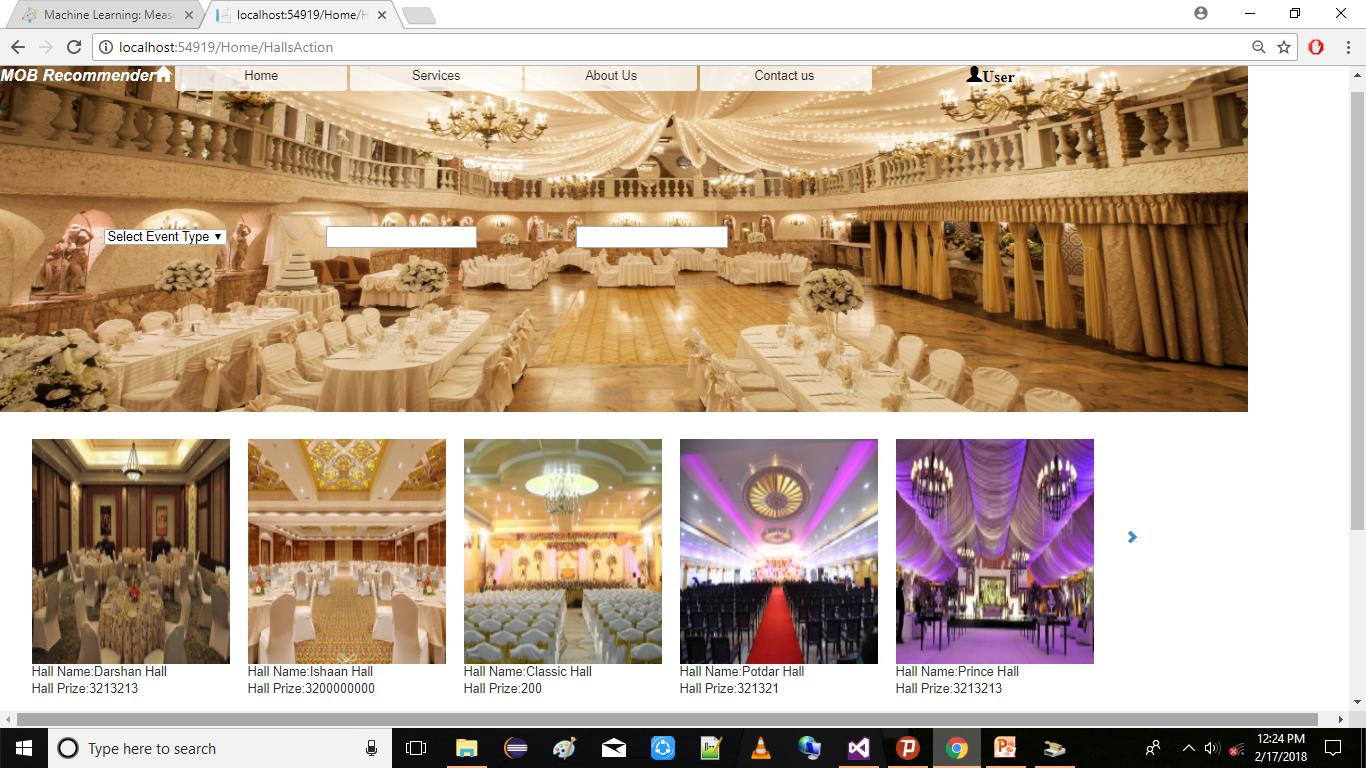 Machine Learning: Measu
localhost:54919/Home/H
localhost:54919/Home/HallsAction
MOB Recommender
Home
Services
About Us
Contact us
User
Select Event Type
Hall Name:Darshan Hall
Hall Prize:3213213
Hall Name:Ishaan Hall
Hall Prize:3200000000
Hall Name:Classic Hall
Hall Prize:200
Hall Name:Potdar Hall
Hall Prize:321321
Hall Name:Prince Hall
Hall Prize:3213213
Type here to search
12:24 PM
2/17/2018